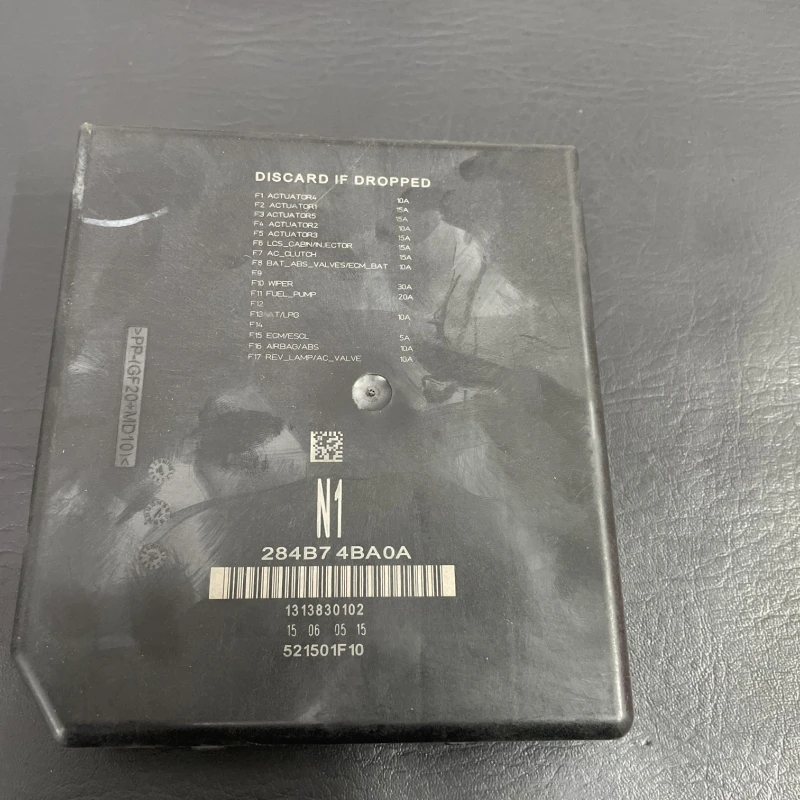 DISCARD IF DROPPED
F1 ACTUATOR4 10A
F2 ACTUATOR1 15A
F3 ACTUATOR5 15A
F4 ACTUATOR2 10A
F5 ACTUATOR3 15A
F6 LCS_CABIN/INJECTOR 15A
F7 AC_CLUTCH 15A
F8 BAT_ABS_VALVES/ECM_BAT 10A
F9
F10 WIPER 30A
F11 FUEL_PUMP 20A
F12
F13 AT/LPG 10A
F14
F15 ECM/ESCL 5A
F16 AIRBAG/ABS 10A
F17 REV_LAMP/AC_VALVE 10A
>PP-(GF20+MD10)<
N1
284B7 4BA0A
1313830102
15 06 05 15
521501F10